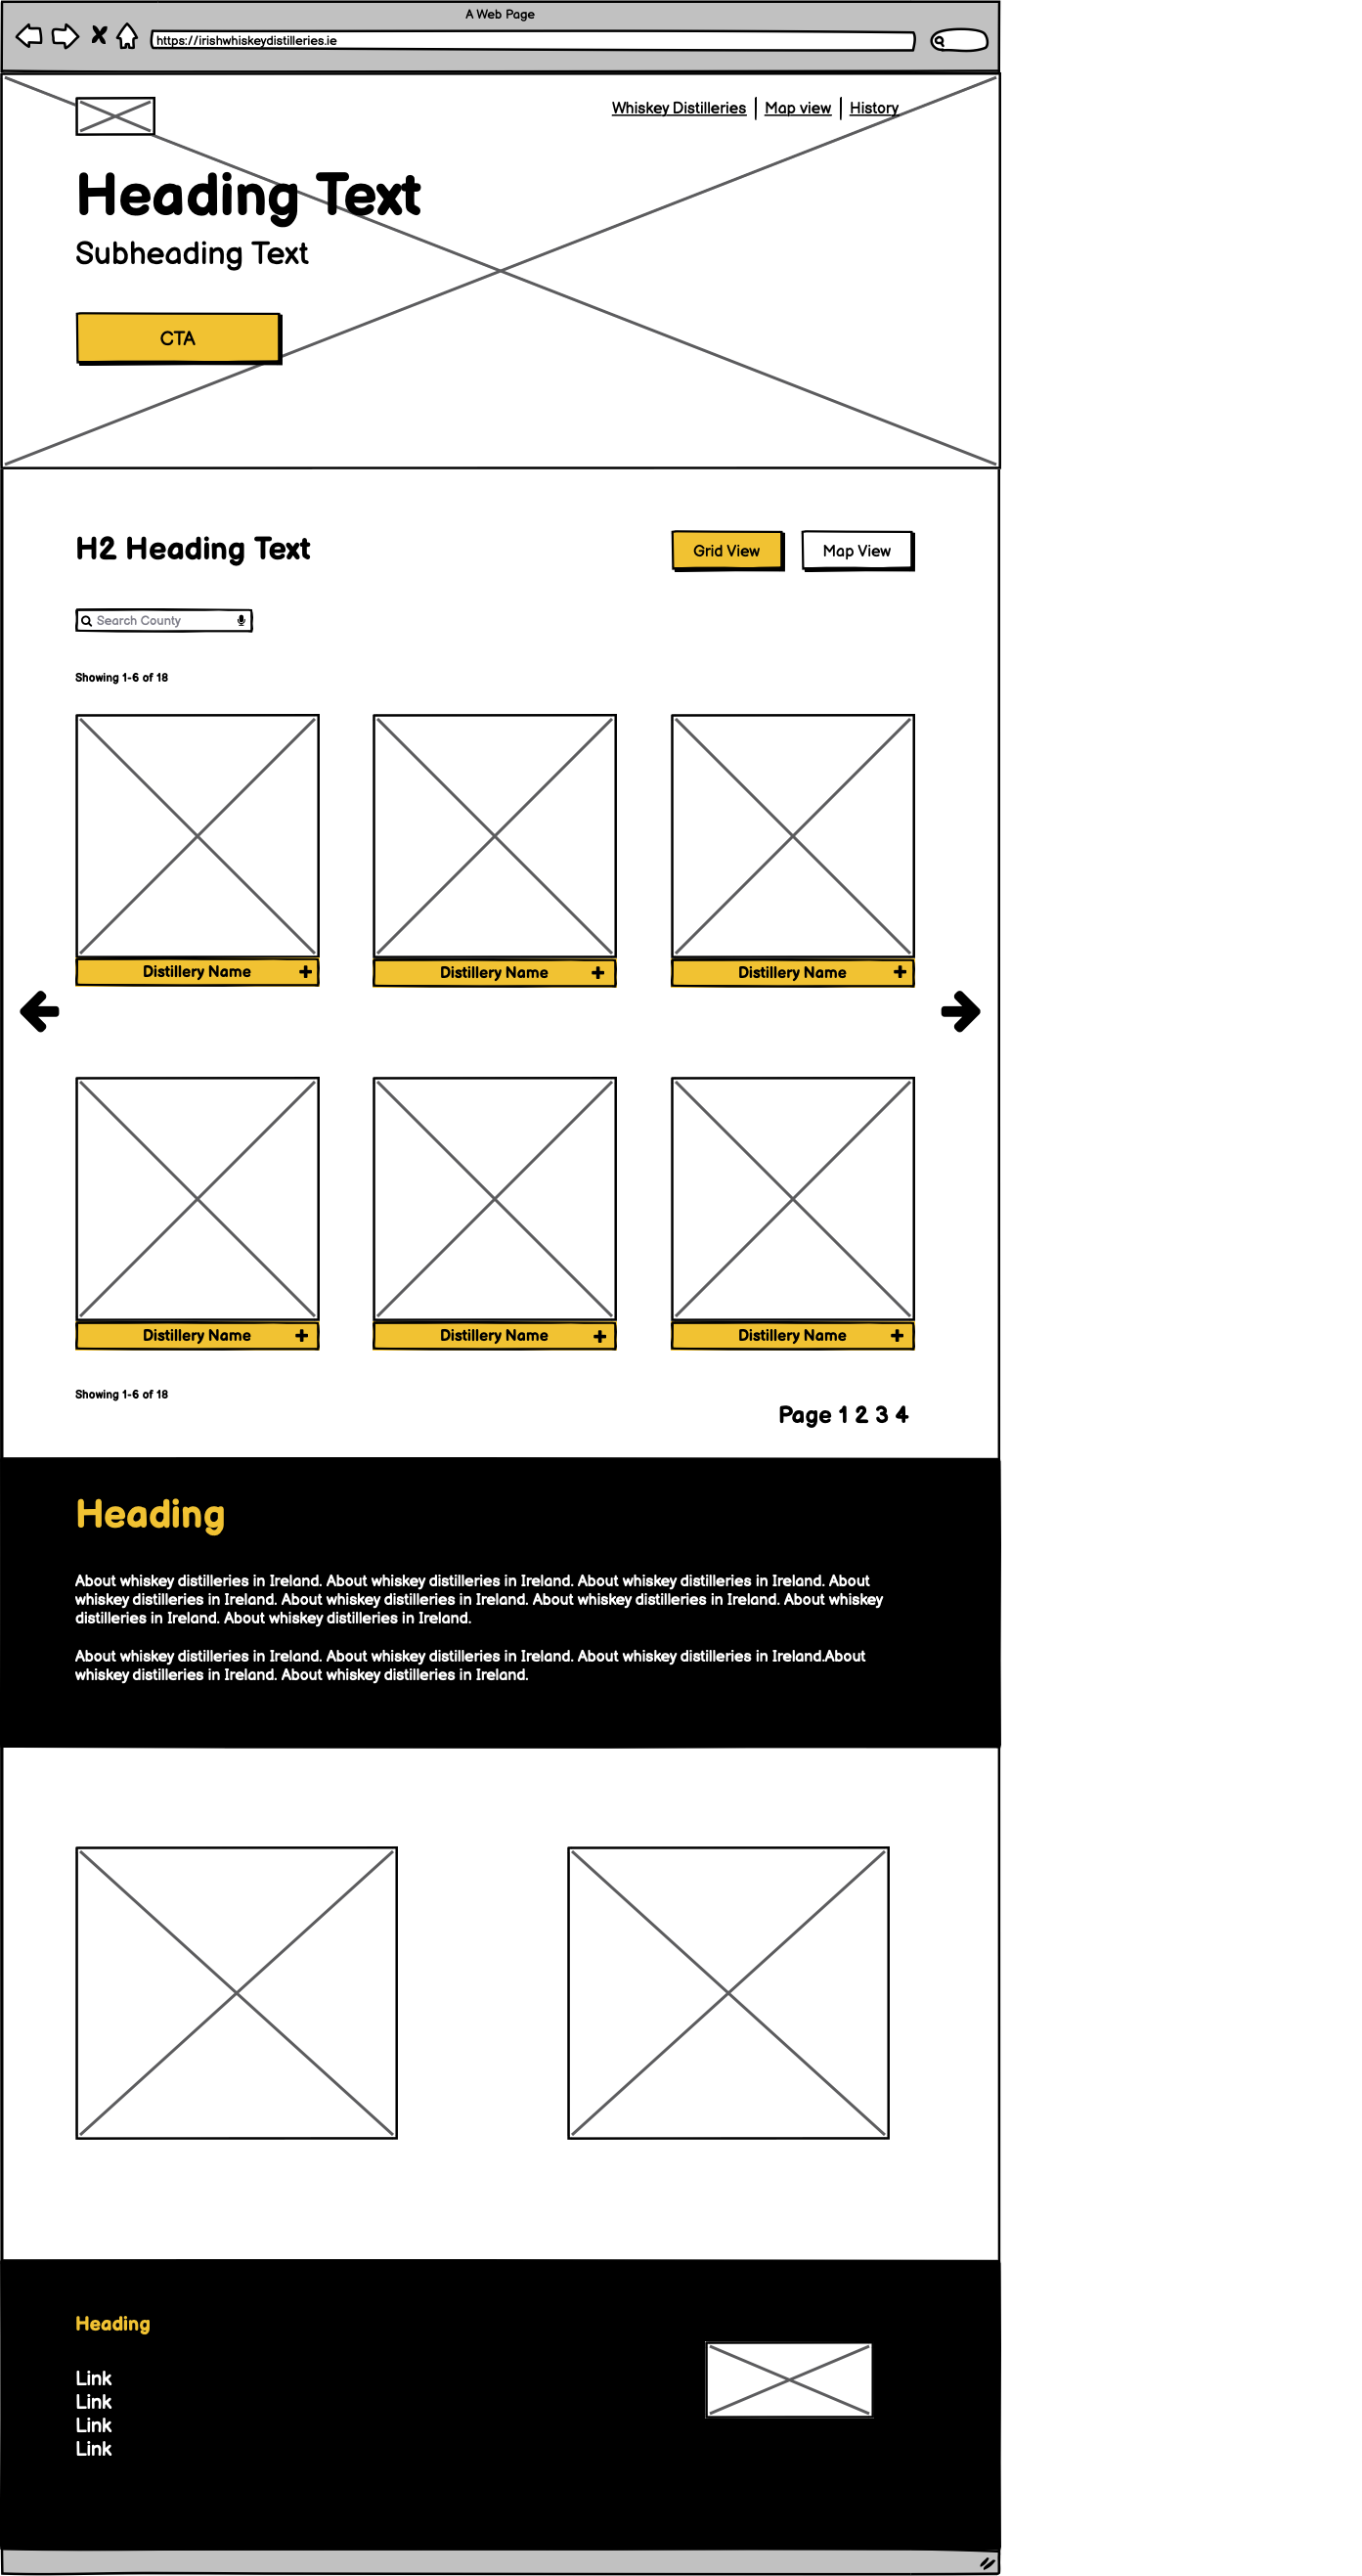 A Web Page
https://irishwhiskeydistilleries.ie
Whiskey Distilleries | Map view | History
Heading Text
Subheading Text
CTA
H2 Heading Text
Grid View
Map View
Search County
Showing 1-6 of 18
Distillery Name
Distillery Name
Distillery Name
Distillery Name
Distillery Name
Distillery Name
Showing 1-6 of 18
Page 1 2 3 4
Heading
About whiskey distilleries in Ireland. About whiskey distilleries in Ireland. About whiskey distilleries in Ireland. About
whiskey distilleries in Ireland. About whiskey distilleries in Ireland. About whiskey distilleries in Ireland. About whiskey
distilleries in Ireland. About whiskey distilleries in Ireland.
About whiskey distilleries in Ireland. About whiskey distilleries in Ireland. About whiskey distilleries in Ireland.About
whiskey distilleries in Ireland. About whiskey distilleries in Ireland.
Heading
Link
Link
Link
Link